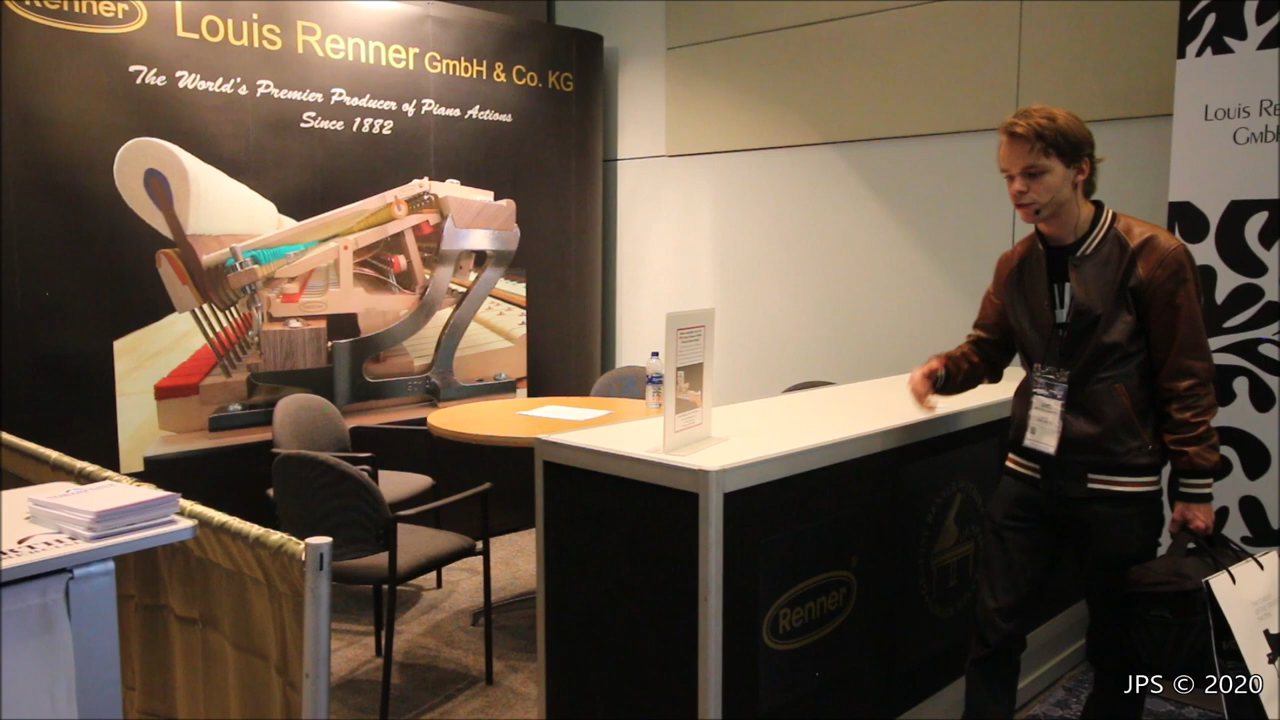 Renner
Louis Renner GmbH & Co. KG
The World's Premier Producer of Piano Actions
Since 1882
Louis Re
GmbH
Renner
JPS © 2020